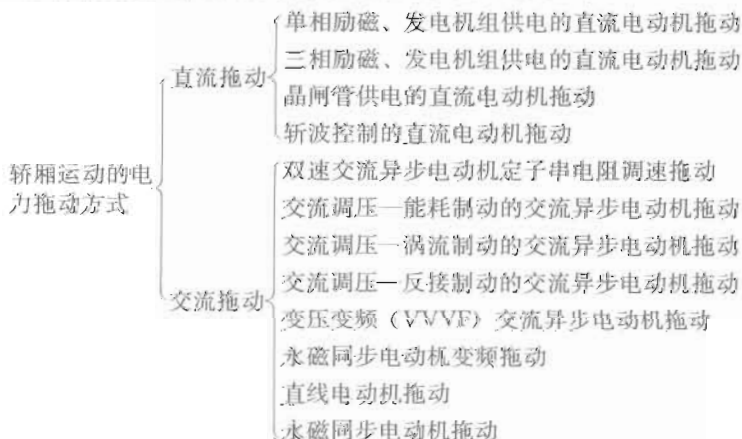 单相励磁、发电机组供电的直流电动机拖动
三相励磁、发电机组供电的直流电动机拖动
直流拖动
晶闸管供电的直流电动机拖动
斩波控制的直流电动机拖动
轿厢运动的电
力拖动方式
双速交流异步电动机定子串电阻调速拖动
交流调压—能耗制动的交流异步电动机拖动
交流调压—涡流制动的交流异步电动机拖动
交流调压—反接制动的交流异步电动机拖动
交流拖动
变压变频（VVVF）交流异步电动机拖动
永磁同步电动机变频拖动
直线电动机拖动
永磁同步电动机拖动